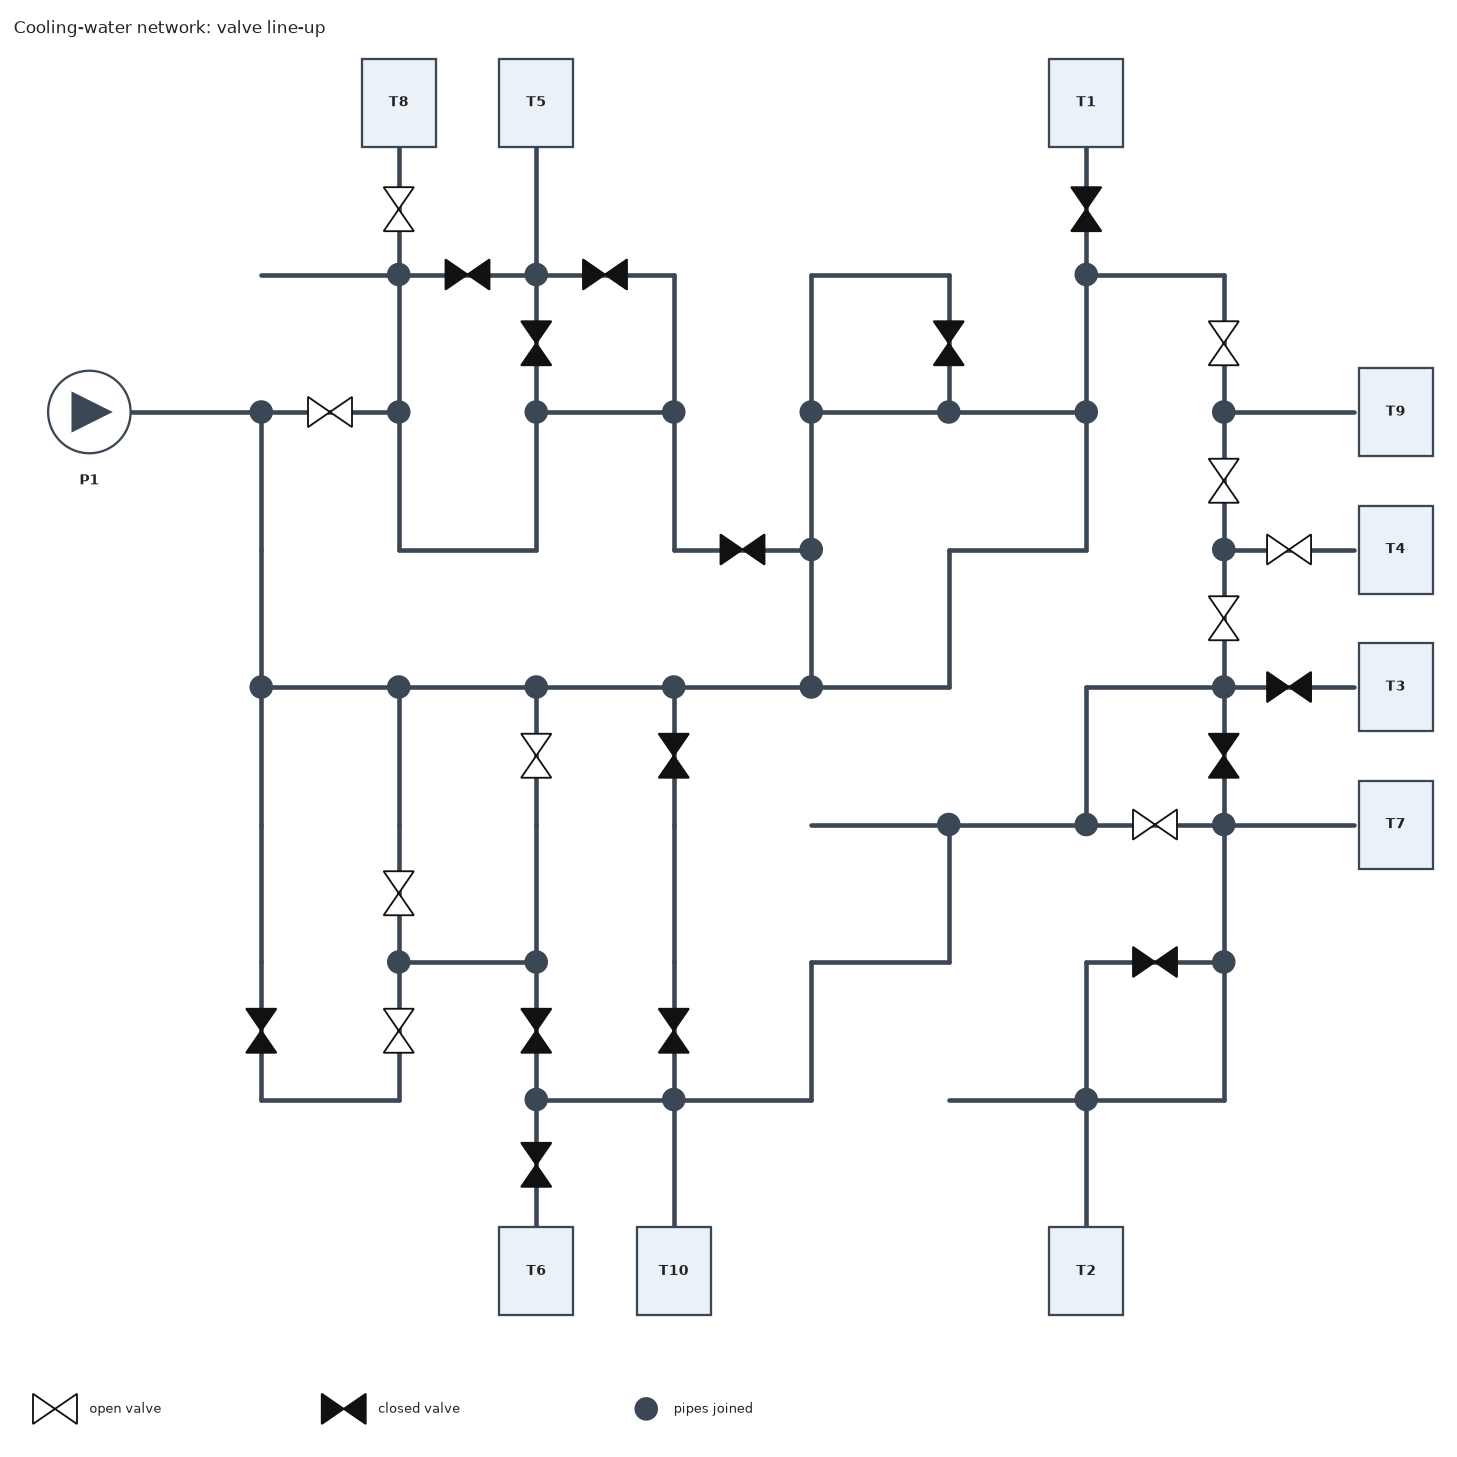 Cooling-water network: valve line-up
T8
T5
T1
P1
T9
T4
T3
T7
T6
T10
T2
open valve
closed valve
pipes joined